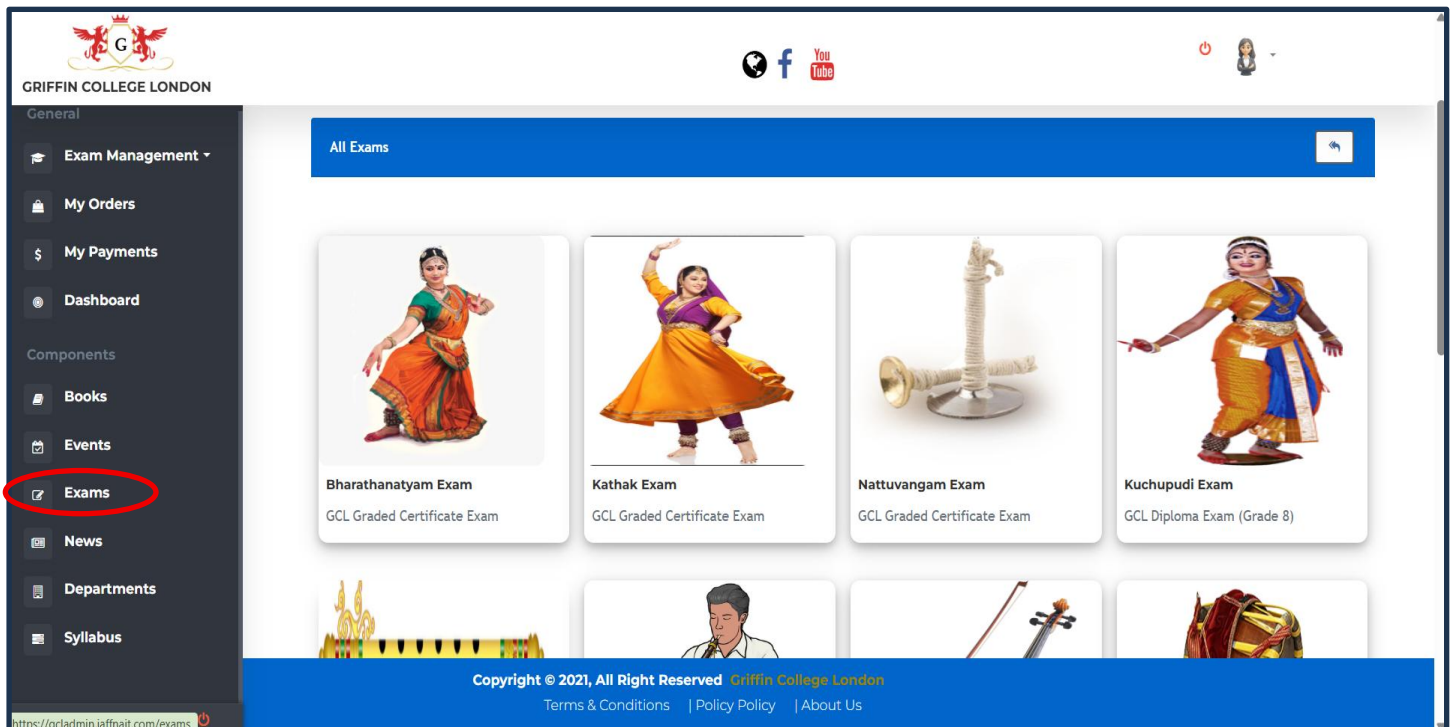 G
GRIFFIN COLLEGE LONDON
You
Tube
General
Exam Management
My Orders
$ My Payments
Dashboard
Components
Books
Events
Exams
News
Departments
Syllabus
https://gcladmin.jaffnait.com/exams
All Exams
Bharathanatyam Exam
GCL Graded Certificate Exam
Kathak Exam
GCL Graded Certificate Exam
Nattuvangam Exam
GCL Graded Certificate Exam
Kuchupudi Exam
GCL Diploma Exam (Grade 8)
Copyright © 2021, All Right Reserved Griffin College London
Terms & Conditions | Policy Policy | About Us